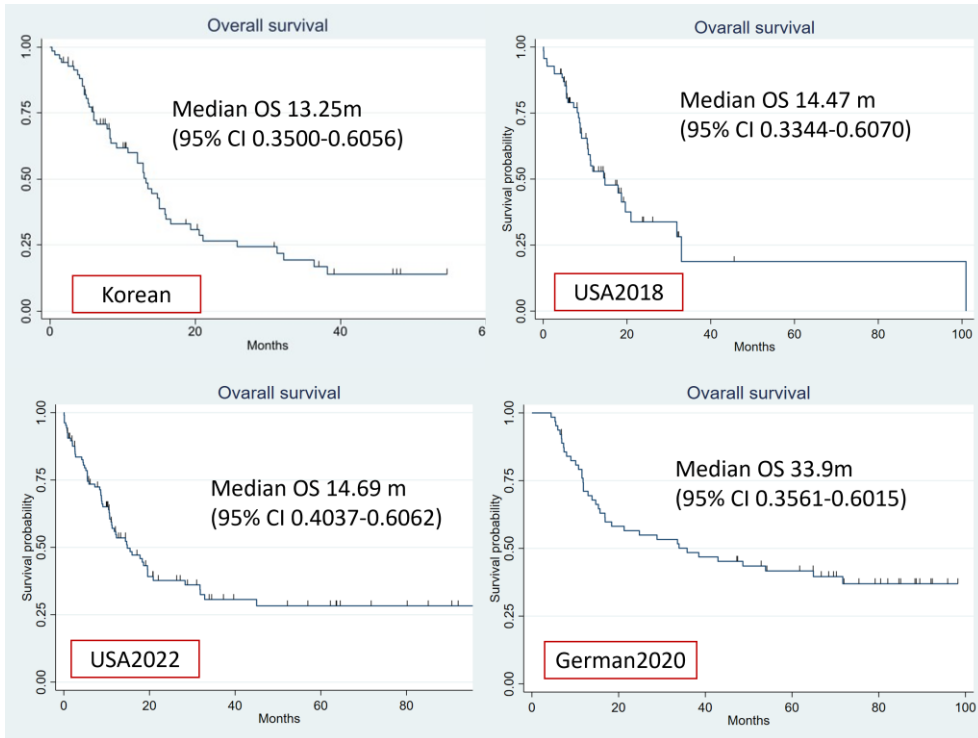 Overall survival
1.00
0.75
0.50
0.25
0.00
Median OS 13.25m
(95% CI 0.3500-0.6056)
Korean
0
20
40
6
Months
Ovarall survival
Survival probability
1.00
0.75
0.50
0.25
0.00
Median OS 14.47 m
(95% CI 0.3344-0.6070)
USA2018
0
20
40
60
80
100
Months
Ovarall survival
Survival probability
1.00
0.75
0.50
0.25
0.00
Median OS 14.69 m
(95% CI 0.4037-0.6062)
USA2022
0
20
40
60
80
Months
Ovarall survival
Survival probability
1.00
0.75
0.50
0.25
0.00
Median OS 33.9m
(95% CI 0.3561-0.6015)
German2020
0
20
40
60
80
100
Months